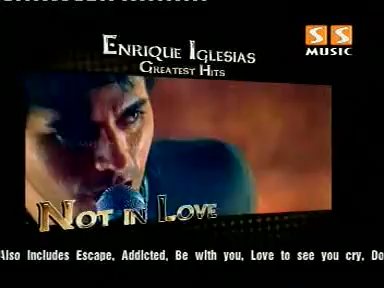 ENRIQUE IGLESIAS
GREATEST HITS
S S
MUSIC
NOT IN LOVE
Also Includes Escape, Addicted, Be with you, Love to see you cry, Do